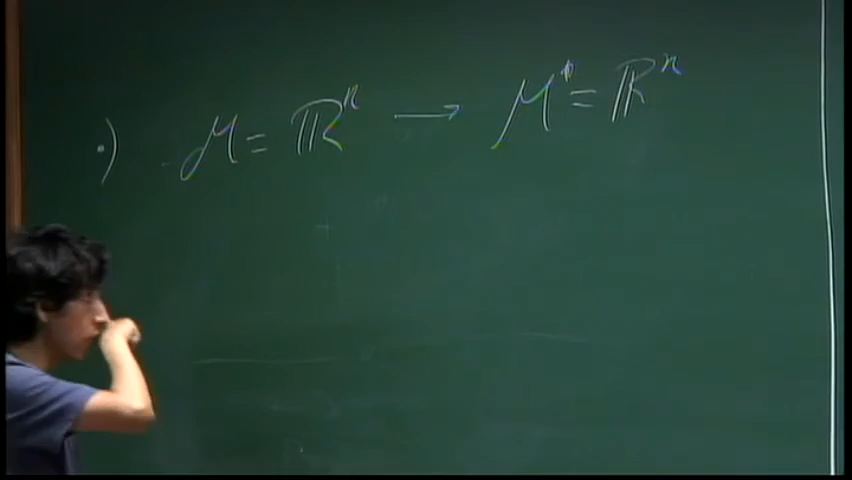 ·) M = ℝⁿ → M* = ℝⁿ